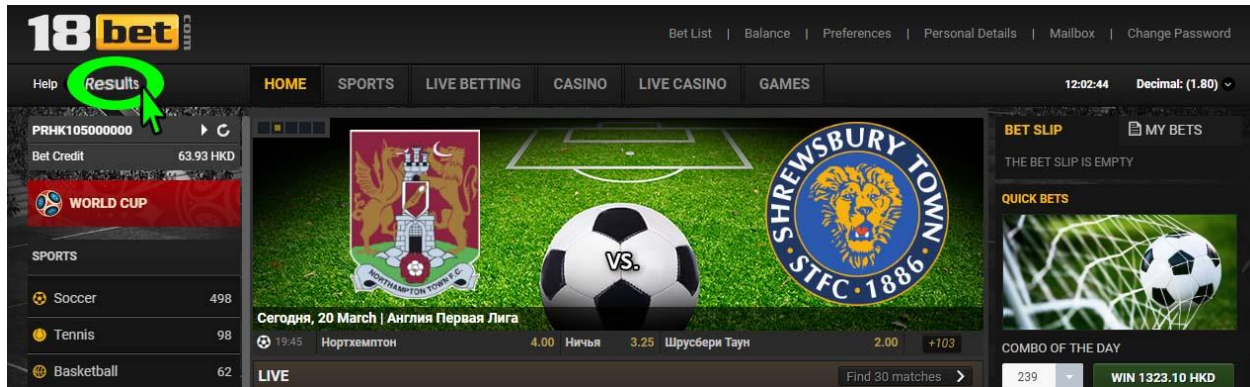 18 bet com
Bet List | Balance | Preferences | Personal Details | Mailbox | Change Password
Help Results
HOME SPORTS LIVE BETTING CASINO LIVE CASINO GAMES
12:02:44 Decimal: (1.80)
PRHK105000000
Bet Credit 63.93 HKD
WORLD CUP
SPORTS
Soccer 498
Tennis 98
Basketball 62
NORTHAMPTON TOWN F.C.
VS.
SHREWSBURY TOWN
STFC·1886
Сегодня, 20 March | Англия Первая Лига
19:45 Нортхемптон 4.00 Ничья 3.25 Шрусбери Таун 2.00 +103
LIVE Find 30 matches
BET SLIP MY BETS
THE BET SLIP IS EMPTY
QUICK BETS
COMBO OF THE DAY
239 WIN 1323.10 HKD